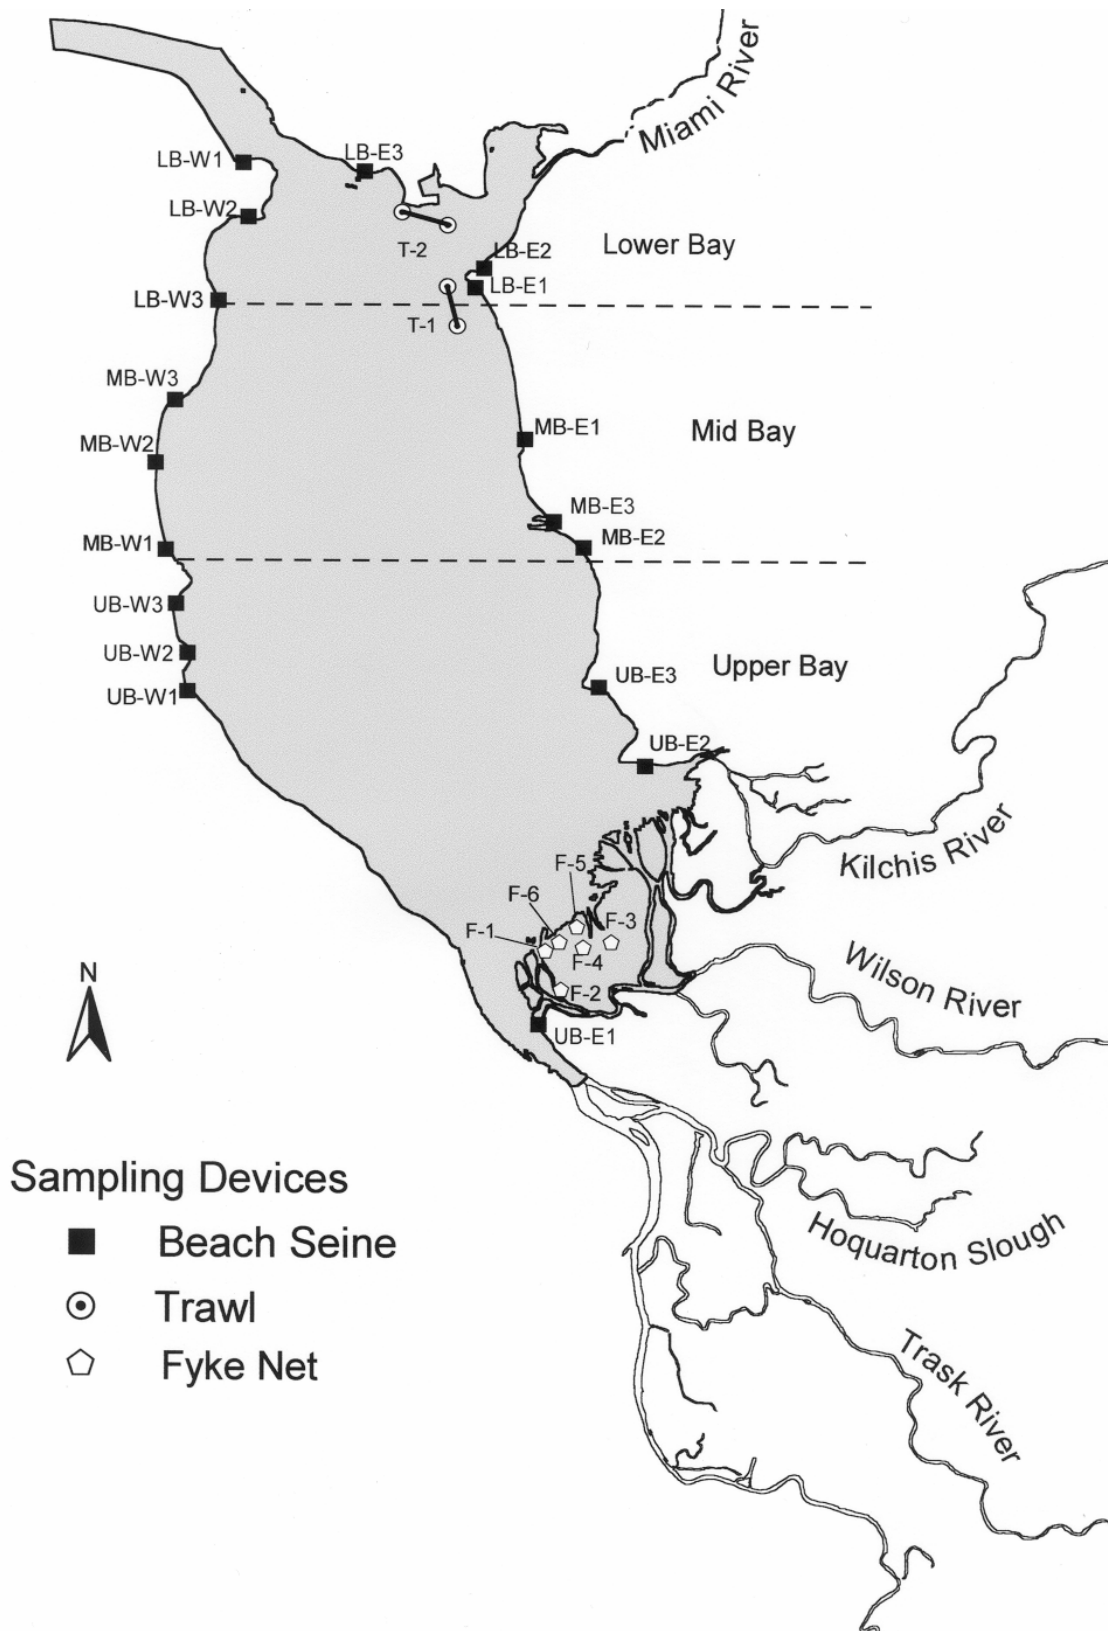 Miami River
LB-W1
LB-E3
LB-W2
T-2
LB-E2
Lower Bay
LB-E1
LB-W3
T-1
MB-W3
MB-E1
Mid Bay
MB-W2
MB-E3
MB-W1
MB-E2
UB-W3
UB-W2
Upper Bay
UB-E3
UB-W1
UB-E2
Kilchis River
F-5
F-6
F-3
F-1
F-4
Wilson River
N
F-2
UB-E1
Sampling Devices
Beach Seine
Hoquarton Slough
Trawl
Fyke Net
Trask River